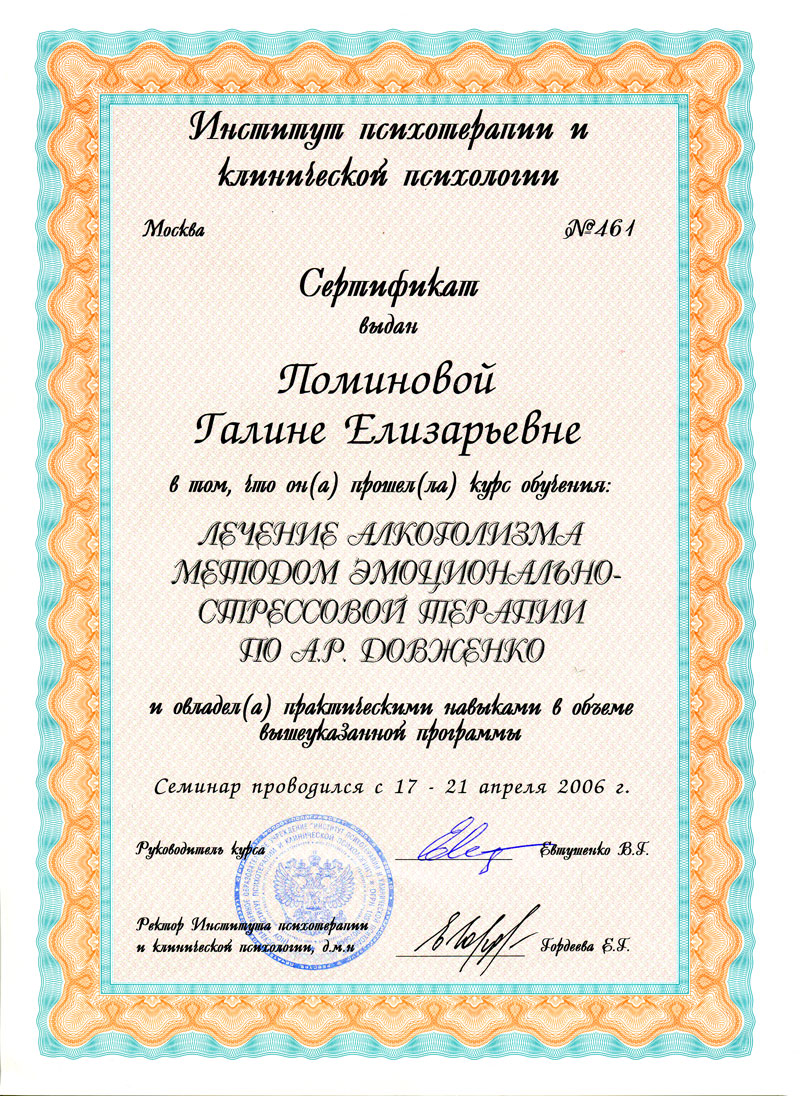 Институт психотерапии и
клинической психологии
Москва №461
Сертификат
выдан
Поминовой
Галине Елизарьевне
в том, что он(а) прошел(ла) курс обучения:
ЛЕЧЕНИЕ АЛКОГОЛИЗМА
МЕТОДОМ ЭМОЦИОНАЛЬНО-
СТРЕССОВОЙ ТЕРАПИИ
ПО А.Р. ДОВЖЕНКО
и овладел(а) практическими навыками в объеме
вышеуказанной программы
Семинар проводился с 17 - 21 апреля 2006 г.
Руководитель курса Евтушенко В.Г.
Ректор Института психотерапии
и клинической психологии, д.м.н Гордеева Е.Г.